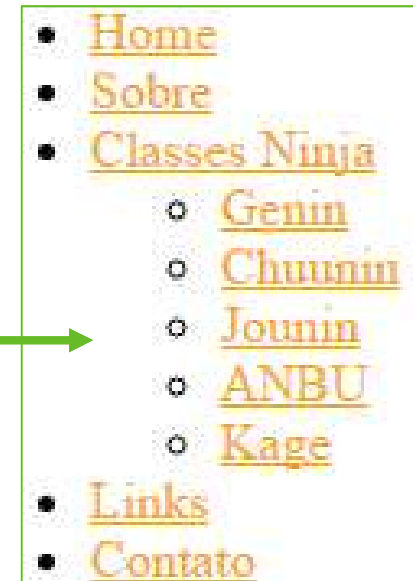 Home
Sobre
Classes Ninja
Genin
Chuunin
Jounin
ANBU
Kage
Links
Contato